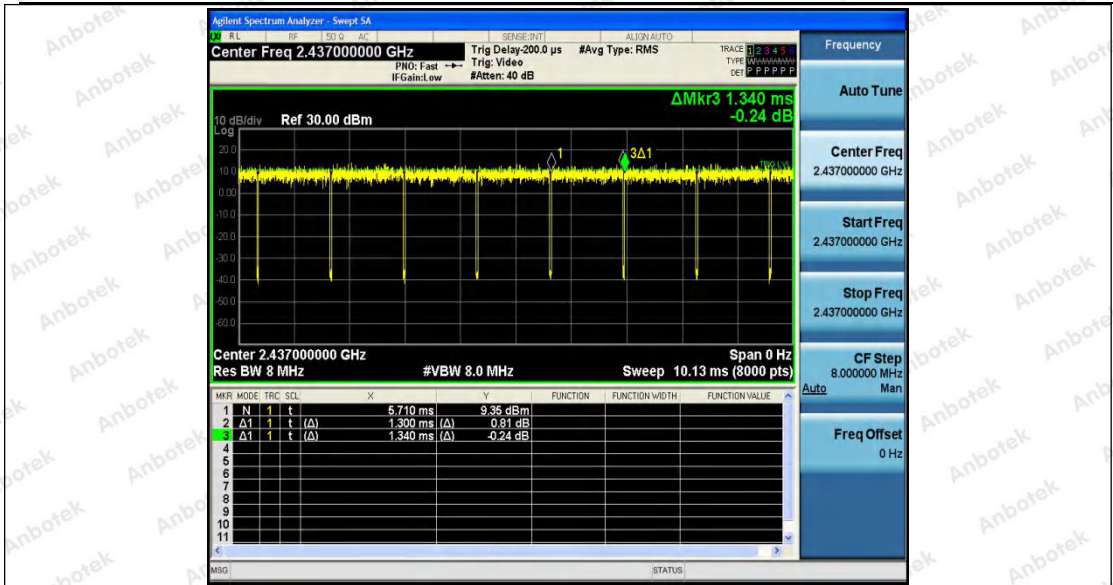 Agilent Spectrum Analyzer - Swept SA
RL RF 50 Ω AC SENSE:INT ALIGN AUTO
Center Freq 2.437000000 GHz
PNO: Fast
IFGain:Low
Trig Delay-200.0 µs
Trig: Video
#Atten: 40 dB
#Avg Type: RMS
TRACE 1 2 3 4 5 6
TYPE
DET P P P P P P
ΔMkr3 1.340 ms
-0.24 dB
10 dB/div Ref 30.00 dBm
Log
20.0
10.0
0.00
-10.0
-20.0
-30.0
-40.0
-50.0
-60.0
1
3Δ1
TRIG LVL
Center 2.437000000 GHz Span 0 Hz
Res BW 8 MHz #VBW 8.0 MHz Sweep 10.13 ms (8000 pts)
MKR MODE TRC SCL X Y FUNCTION FUNCTION WIDTH FUNCTION VALUE
1 N 1 t 5.710 ms 9.35 dBm
2 Δ1 1 t (Δ) 1.300 ms (Δ) 0.81 dB
3 Δ1 1 t (Δ) 1.340 ms (Δ) -0.24 dB
4
5
6
7
8
9
10
11
MSG STATUS
Frequency
Auto Tune
Center Freq
2.437000000 GHz
Start Freq
2.437000000 GHz
Stop Freq
2.437000000 GHz
CF Step
8.000000 MHz
Auto Man
Freq Offset
0 Hz
Anbotek